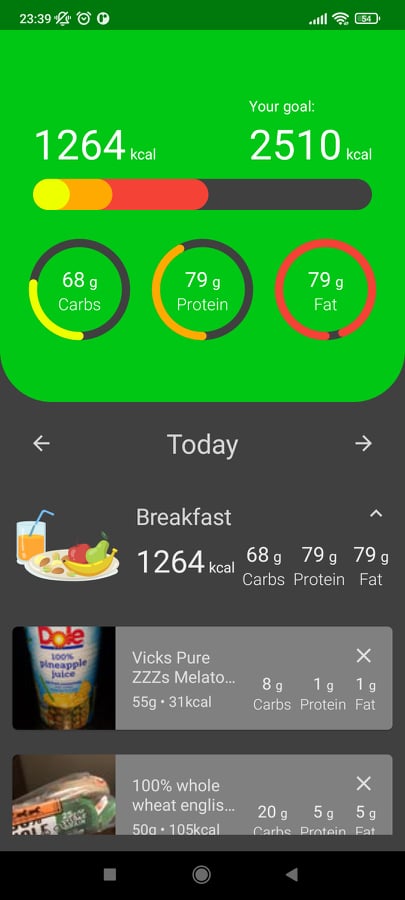 23:39
54
Your goal:
1264 kcal
2510 kcal
68 g
Carbs
79 g
Protein
79 g
Fat
Today
Breakfast
1264 kcal
68 g
Carbs
79 g
Protein
79 g
Fat
Dole
100%
pineapple
juice
Vicks Pure
ZZZs Melato...
55g • 31kcal
8 g
Carbs
1 g
Protein
1 g
Fat
100% whole
wheat englis...
50g • 105kcal
20 g
Carbs
5 g
Protein
5 g
Fat